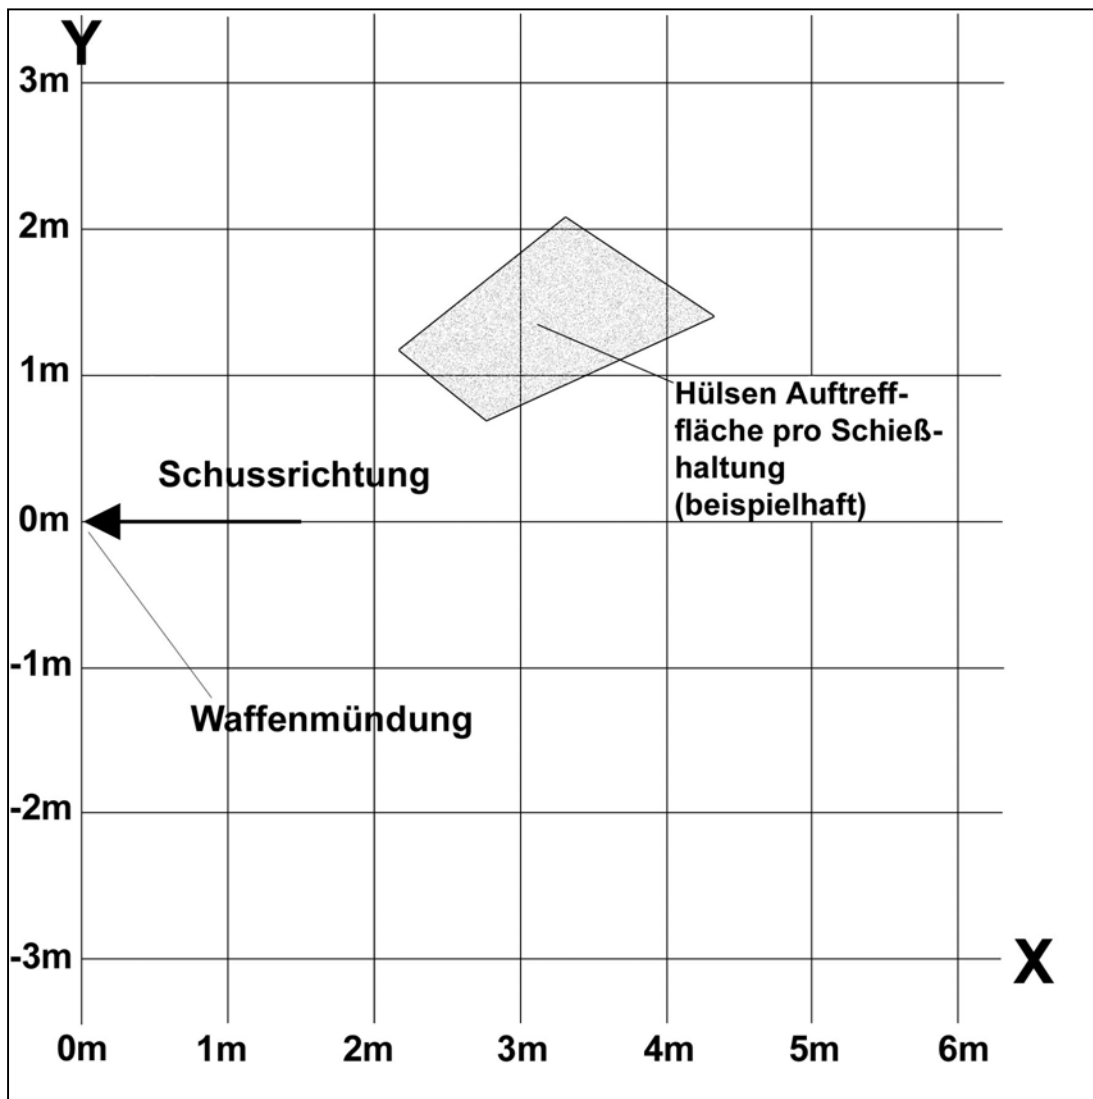 Y
3m
2m
1m
Hülsen Auftreff-
fläche pro Schieß-
haltung
(beispielhaft)
Schussrichtung
0m
-1m
Waffenmündung
-2m
-3m
X
0m 1m 2m 3m 4m 5m 6m